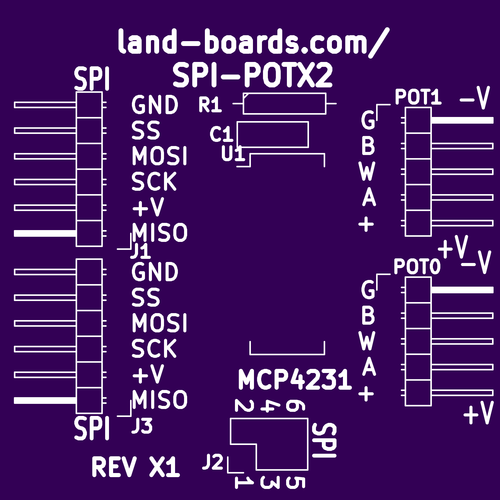 land-boards.com/
SPI-POTX2
SPI
R1
POT1
-V
GND
SS
MOSI
SCK
+V
MISO
J1
C1
U1
G
B
W
A
+
+V
GND
SS
MOSI
SCK
+V
MISO
SPI
J3
POT0
-V
G
B
W
A
+
+V
MCP4231
2 4 6
SPI
J2
1 3 5
REV X1